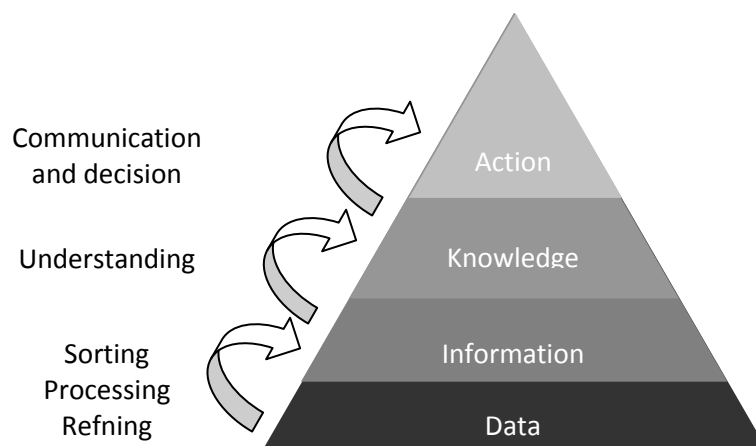 Communication
and decision
Action
Understanding
Knowledge
Sorting
Processing
Refning
Information
Data